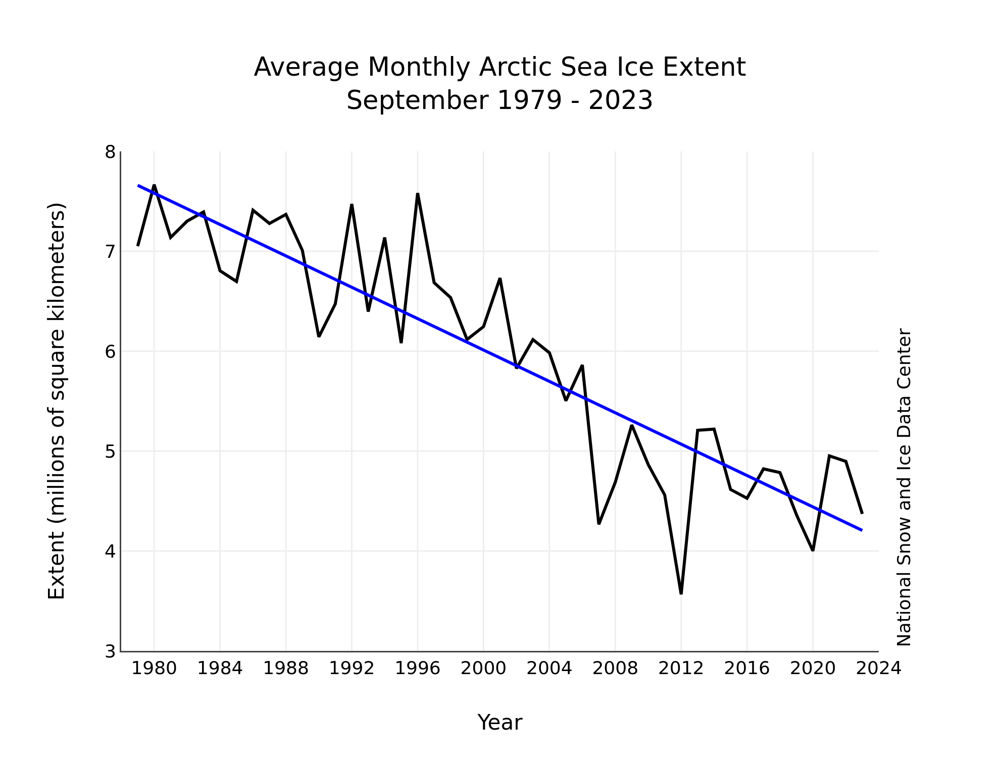 Average Monthly Arctic Sea Ice Extent
September 1979 - 2023
Extent (millions of square kilometers)
8
7
6
5
4
3
1980 1984 1988 1992 1996 2000 2004 2008 2012 2016 2020 2024
Year
National Snow and Ice Data Center